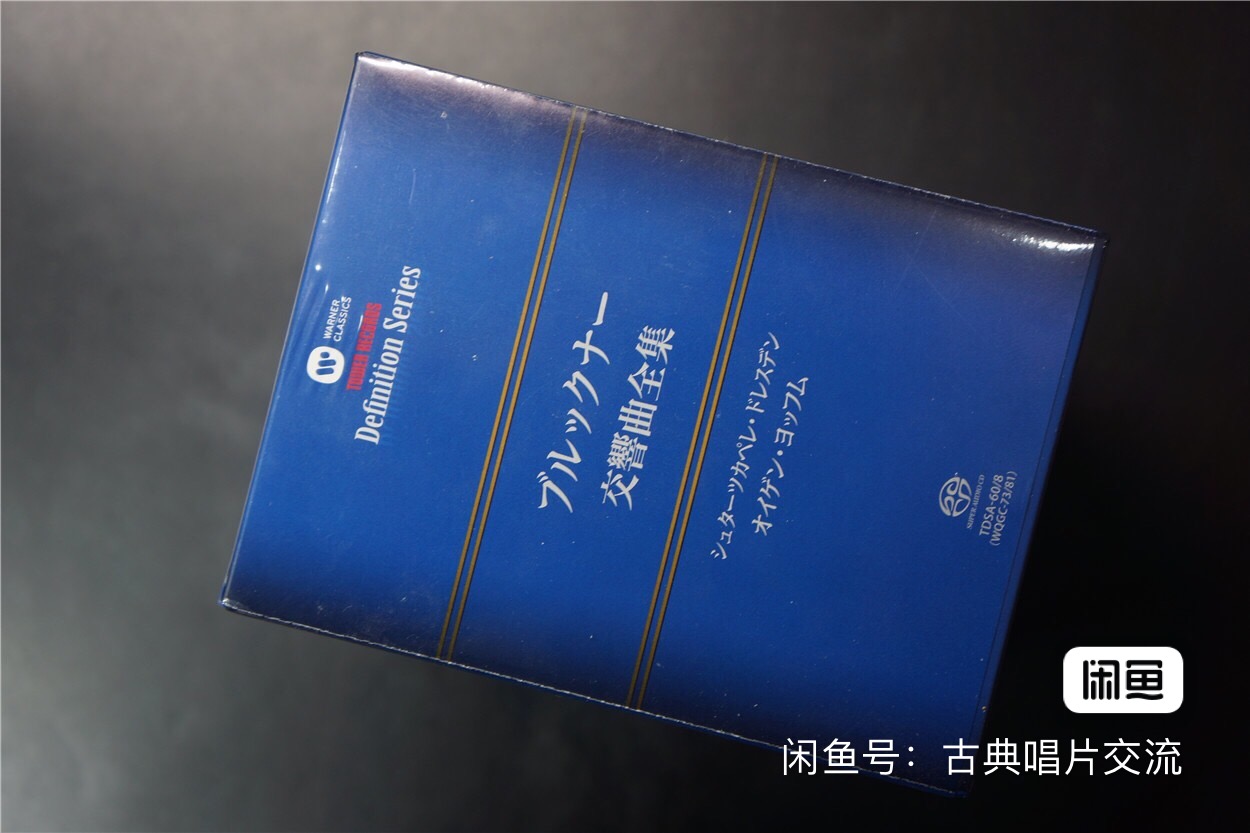 WARNER
CLASSICS
TOWER RECORDS
Definition Series
ブルックナー
交響曲全集
シュターツカペレ・ドレスデン
オイゲン・ヨッフム
SUPER AUDIO CD
TDSA-60/8
(WQGC-73/81)
闲鱼
闲鱼号：古典唱片交流